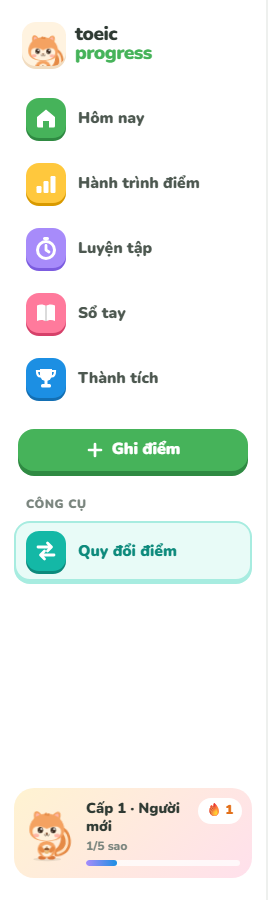 toeic
progress
Hôm nay
Hành trình điểm
Luyện tập
Sổ tay
Thành tích
Ghi điểm
CÔNG CỤ
Quy đổi điểm
Cấp 1 · Người
mới
1
1/5 sao